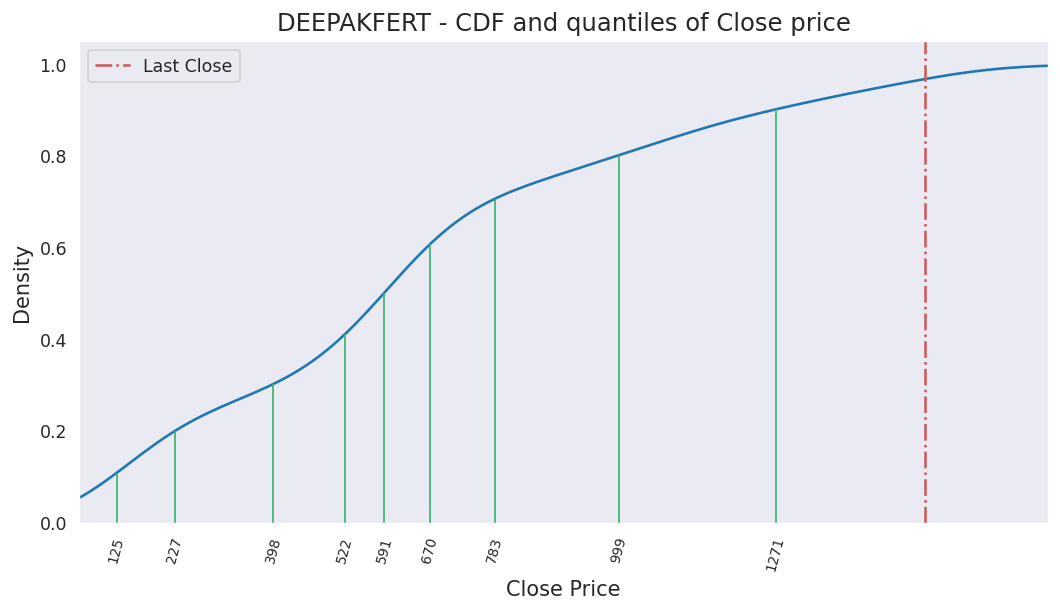 DEEPAKFERT - CDF and quantiles of Close price
Last Close
1.0
0.8
0.6
0.4
0.2
0.0
Density
125 227 398 522 591 670 783 999 1271
Close Price